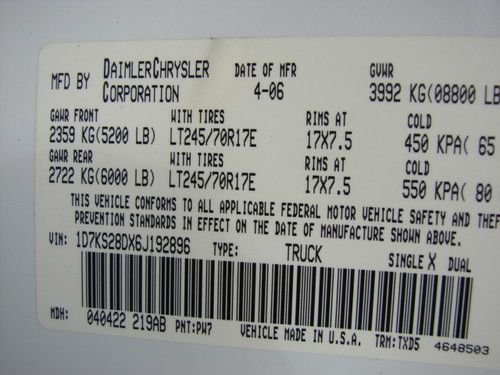 MFD BY DAIMLERCHRYSLER CORPORATION DATE OF MFR 4-06 GVWR 3992 KG(08800 LB
GAWR FRONT WITH TIRES RIMS AT COLD
2359 KG(5200 LB) LT245/70R17E 17X7.5 450 KPA( 65
GAWR REAR WITH TIRES RIMS AT COLD
2722 KG(6000 LB) LT245/70R17E 17X7.5 550 KPA( 80
THIS VEHICLE CONFORMS TO ALL APPLICABLE FEDERAL MOTOR VEHICLE SAFETY AND THEF
PREVENTION STANDARDS IN EFFECT ON THE DATE OF MANUFACTURE SHOWN ABOVE.
VIN: 1D7KS28DX6J192896 TYPE: TRUCK SINGLE X DUAL
MDH: 040422 219AB PNT:PW7 VEHICLE MADE IN U.S.A. TRM:TXD5 4648503